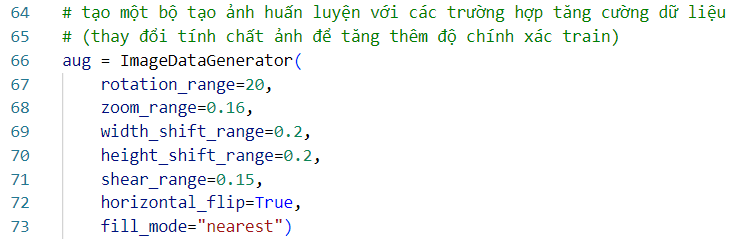 64 # tạo một bộ tạo ảnh huấn luyện với các trường hợp tăng cường dữ liệu
65 # (thay đổi tính chất ảnh để tăng thêm độ chính xác train)
66 aug = ImageDataGenerator(
67     rotation_range=20,
68     zoom_range=0.16,
69     width_shift_range=0.2,
70     height_shift_range=0.2,
71     shear_range=0.15,
72     horizontal_flip=True,
73     fill_mode="nearest")